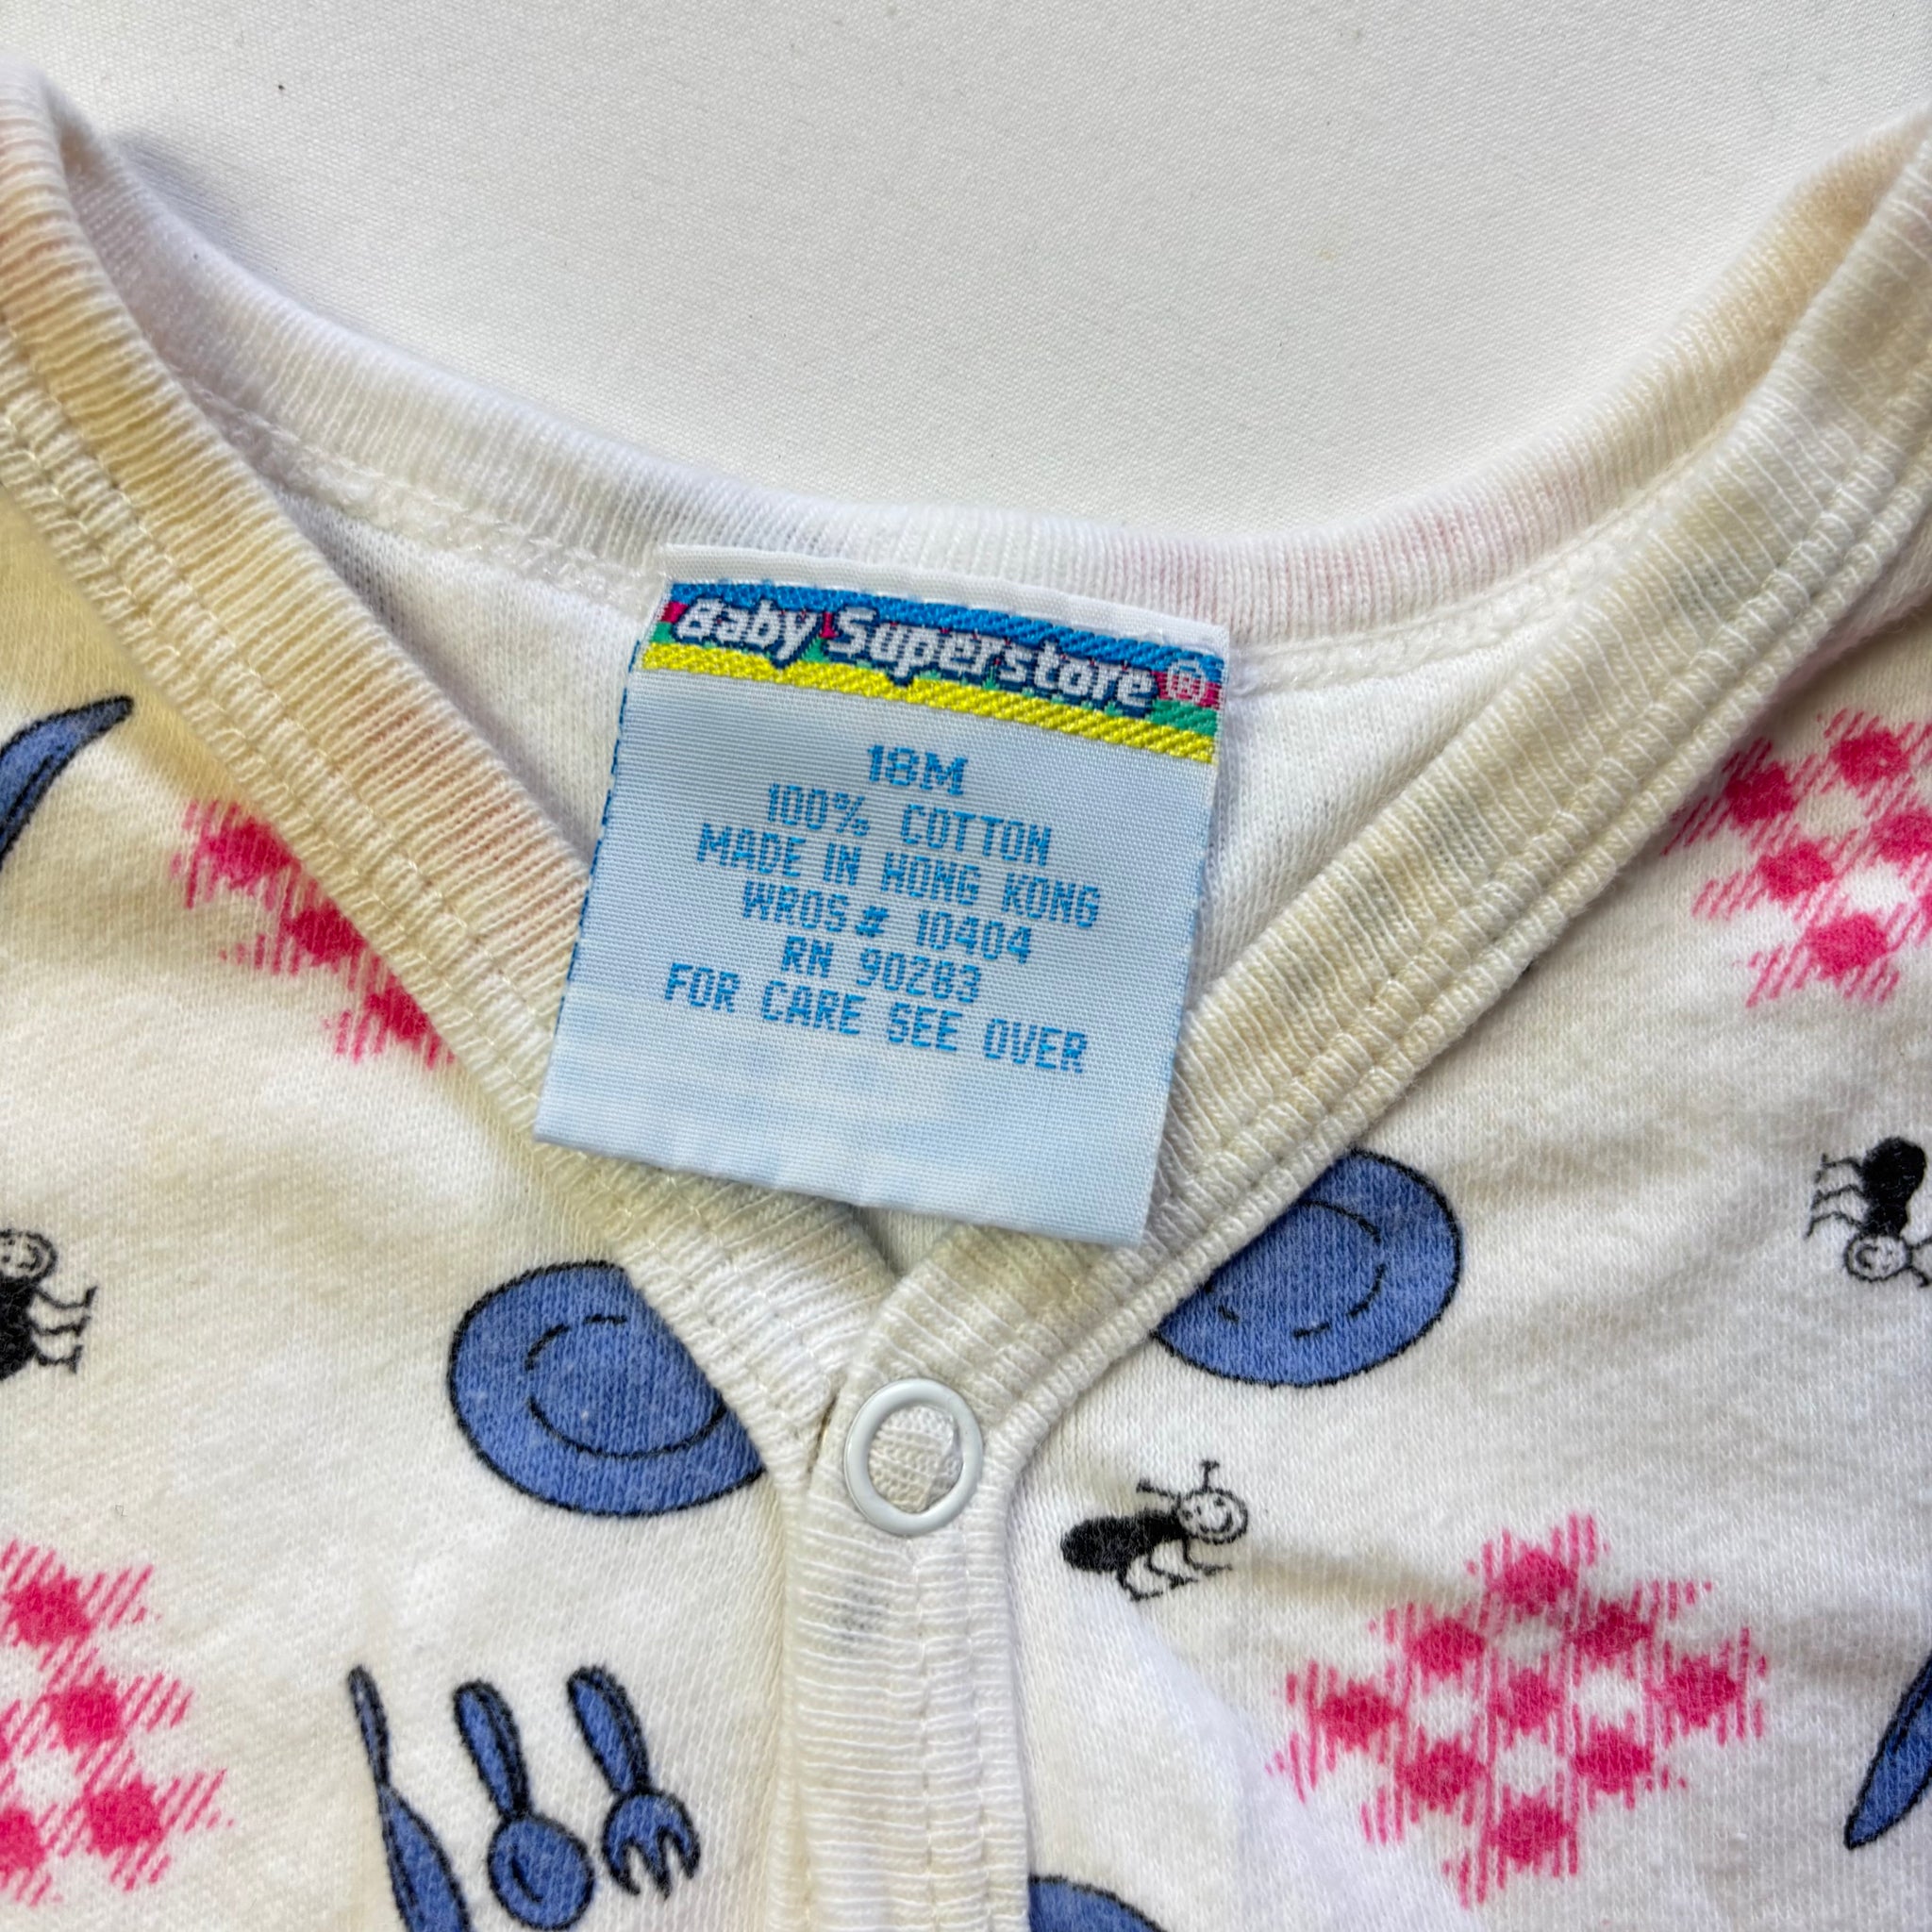 Baby Superstore®
18M
100% COTTON
MADE IN HONG KONG
WROS# 10404
RN 90283
FOR CARE SEE OVER